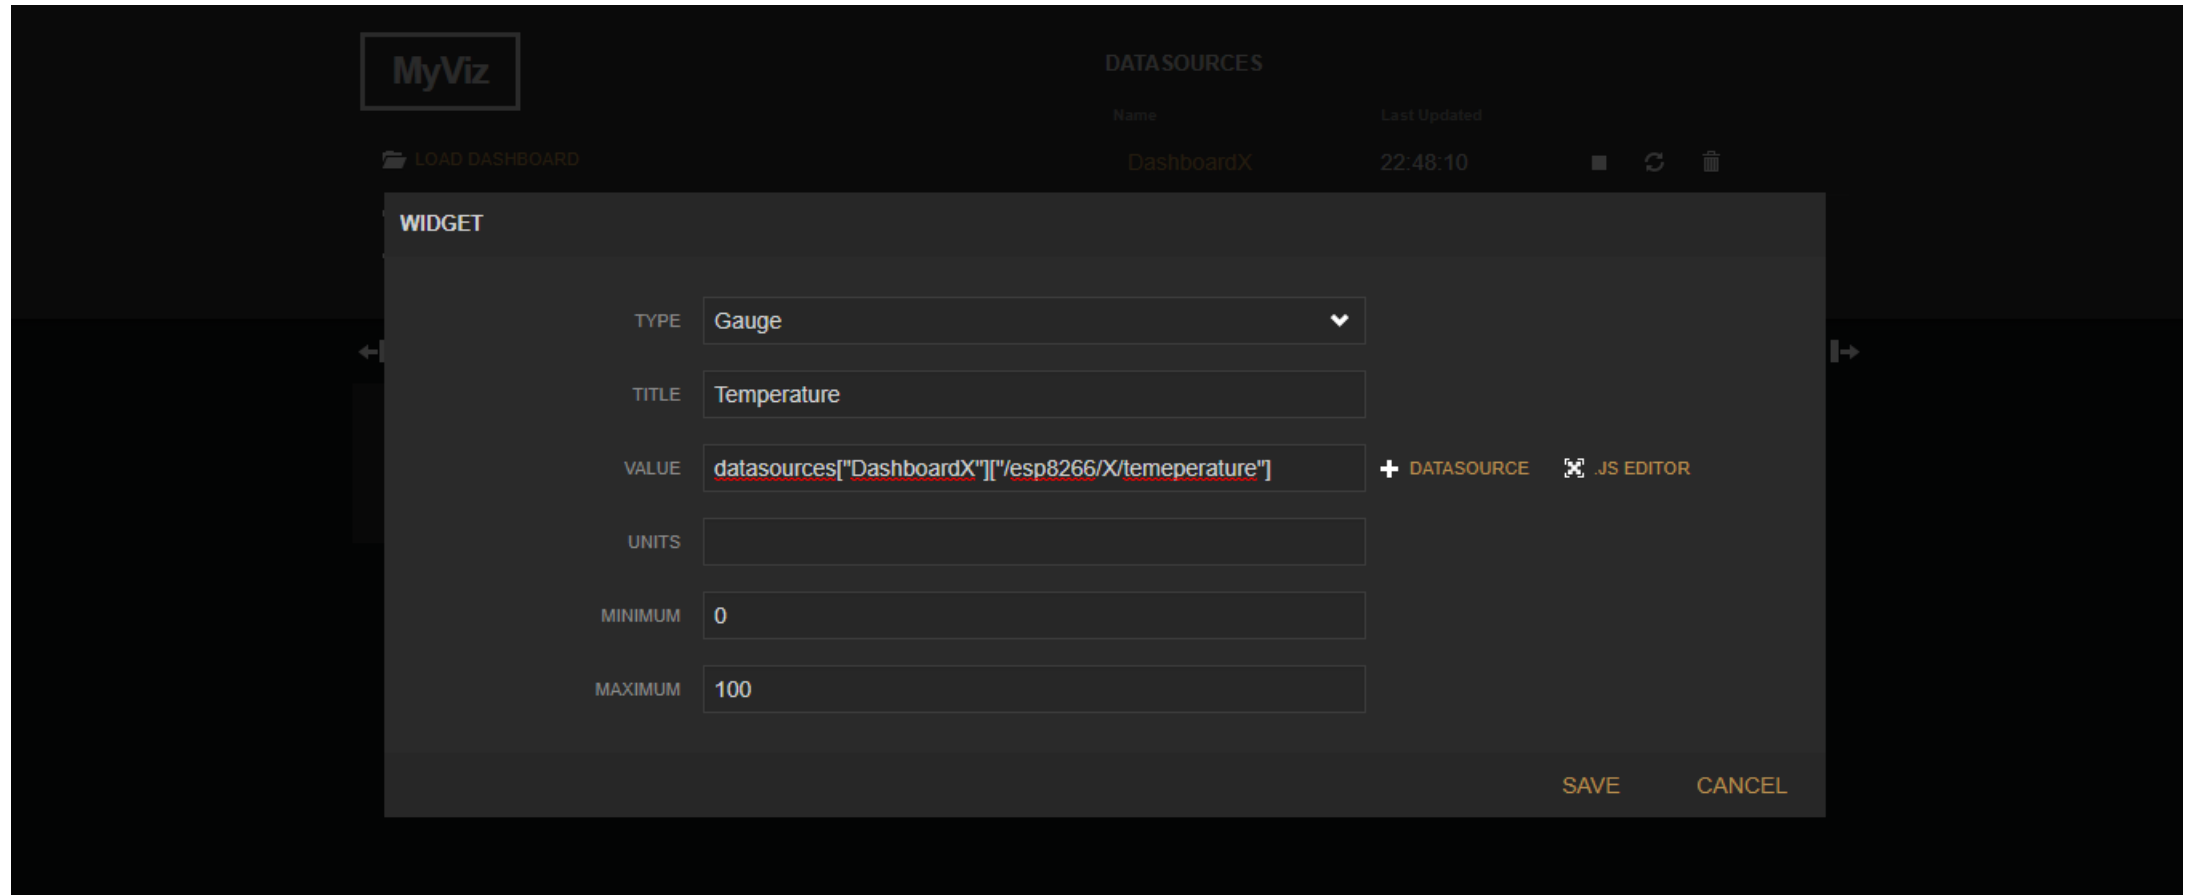 MyViz
DATASOURCES
Name Last Updated
LOAD DASHBOARD
DashboardX 22:48:10
WIDGET
TYPE Gauge
TITLE Temperature
VALUE datasources["DashboardX"]["/esp8266/X/temeperature"] DATASOURCE .JS EDITOR
UNITS
MINIMUM 0
MAXIMUM 100
SAVE CANCEL